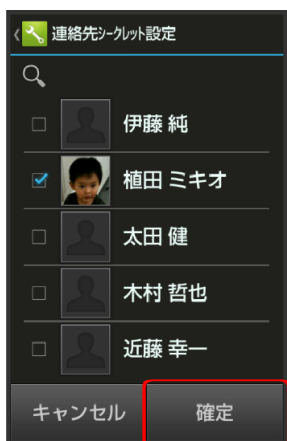 連絡先シークレット設定
伊藤 純
植田 ミキオ
太田 健
木村 哲也
近藤 幸一
キャンセル
確定